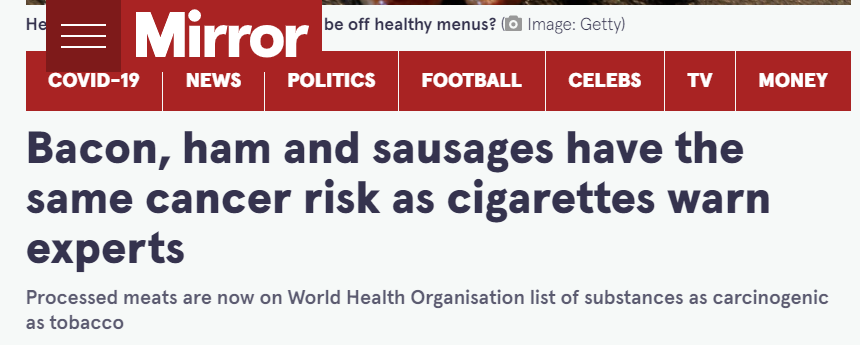 He
Mirror
be off healthy menus? (Image: Getty)
COVID-19 NEWS POLITICS FOOTBALL CELEBS TV MONEY
Bacon, ham and sausages have the
same cancer risk as cigarettes warn
experts
Processed meats are now on World Health Organisation list of substances as carcinogenic
as tobacco